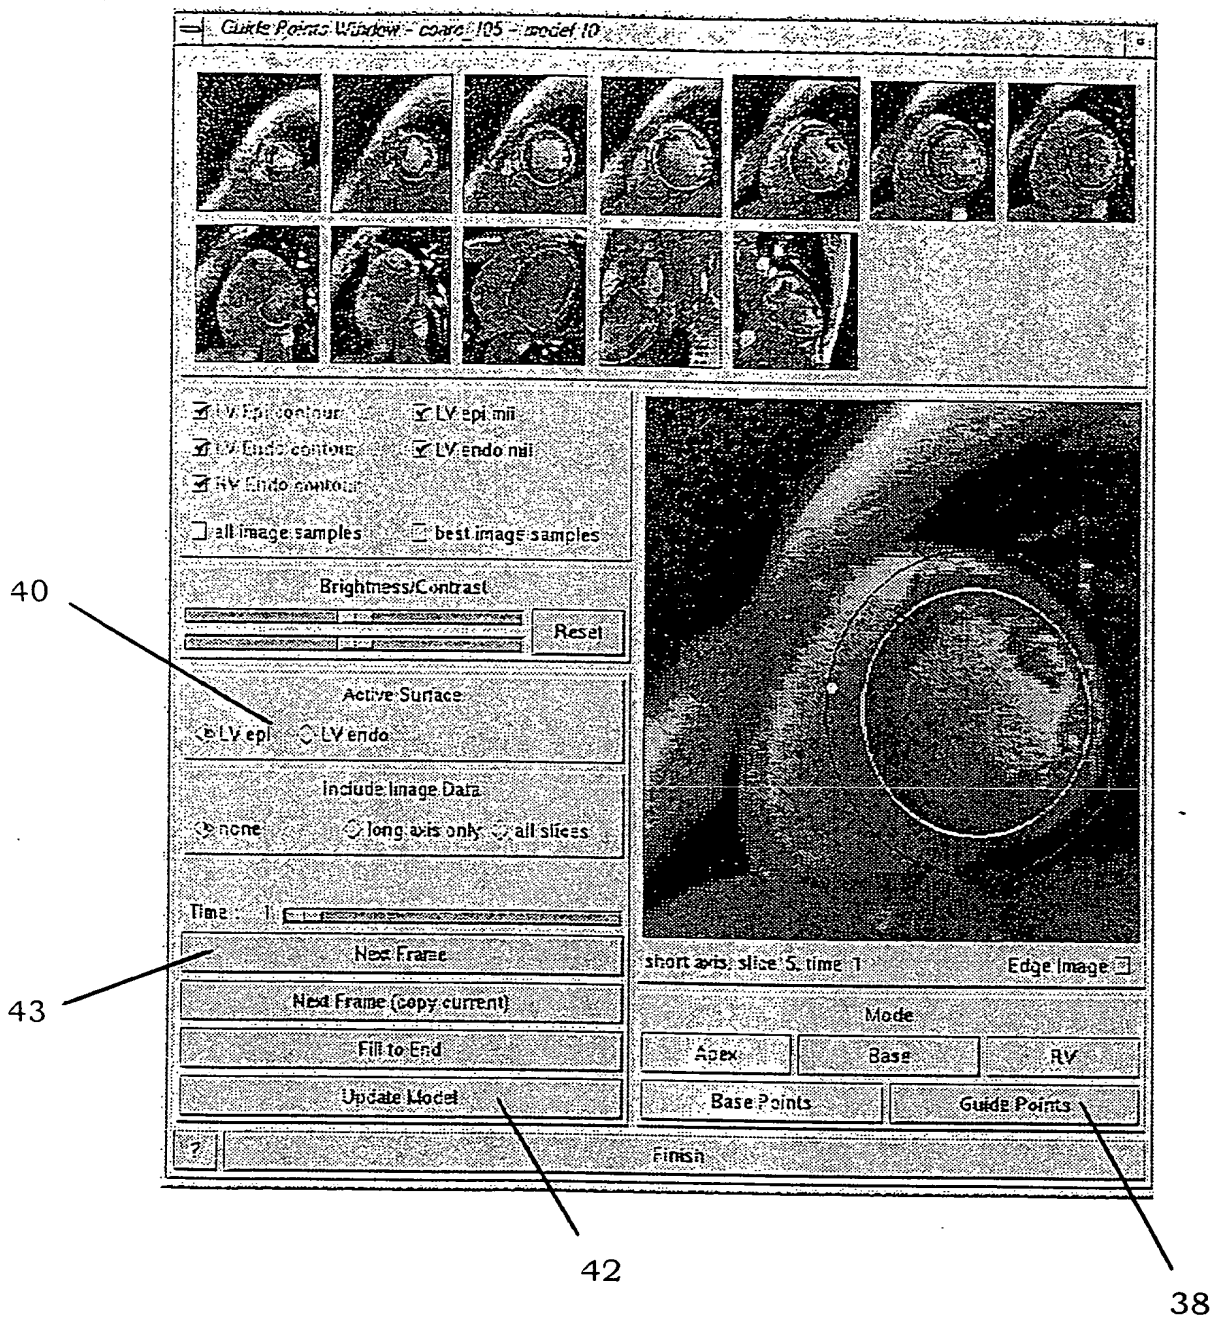 Guide Points Window - coard_105 - model 10
LV Epi contour
LV epi mii
LV Endo contour
LV endo mii
RV Endo contour
all image samples
best image samples
Brightness/Contrast
Reset
40
Active Surface
LV epi
LV endo
Include Image Data
none
long axis only
all slices
Time : 1
Next Frame
short axis, slice 5, time 1
Edge Image
43
Next Frame (copy current)
Mode
Fill to End
Apex
Base
RV
Update Model
Base Points
Guide Points
?
Finish
42
38